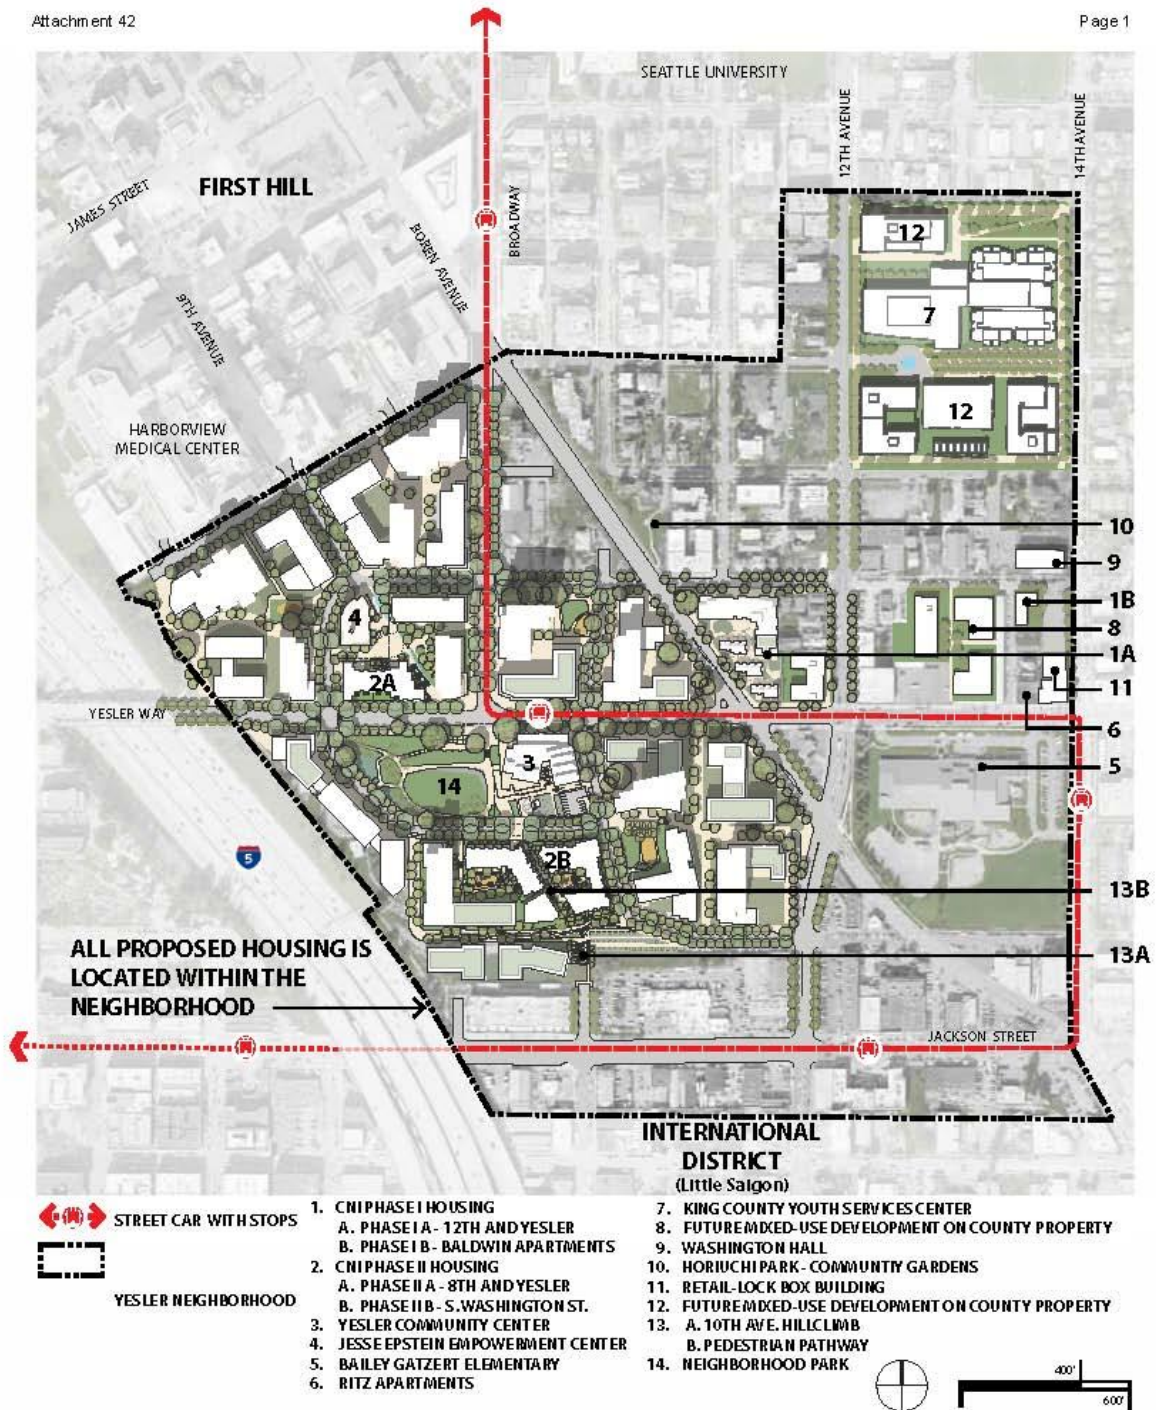 Attachment 42
Page 1
SEATTLE UNIVERSITY
12TH AVENUE
14TH AVENUE
FIRST HILL
JAMES STREET
BOREN AVENUE
BROADWAY
9TH AVENUE
12
7
12
HARBORVIEW
MEDICAL CENTER
10
9
1B
8
1A
11
6
5
4
2A
YESLER WAY
3
14
5
2B
13B
13A
ALL PROPOSED HOUSING IS
LOCATED WITHIN THE
NEIGHBORHOOD
JACKSON STREET
INTERNATIONAL
DISTRICT
(Little Saigon)
STREET CAR WITH STOPS
YESLER NEIGHBORHOOD
1. CNI PHASE I HOUSING
A. PHASE I A - 12TH AND YESLER
B. PHASE I B - BALDWIN APARTMENTS
2. CNI PHASE II HOUSING
A. PHASE II A - 8TH AND YESLER
B. PHASE II B - S. WASHINGTON ST.
3. YESLER COMMUNITY CENTER
4. JESSE EPSTEIN EMPOWERMENT CENTER
5. BAILEY GATZERT ELEMENTARY
6. RITZ APARTMENTS
7. KING COUNTY YOUTH SERVICES CENTER
8. FUTURE MIXED-USE DEVELOPMENT ON COUNTY PROPERTY
9. WASHINGTON HALL
10. HORIUCHI PARK - COMMUNTIY GARDENS
11. RETAIL-LOCK BOX BUILDING
12. FUTURE MIXED-USE DEVELOPMENT ON COUNTY PROPERTY
13. A. 10TH AVE. HILLCLIMB
B. PEDESTRIAN PATHWAY
14. NEIGHBORHOOD PARK
400'
600'